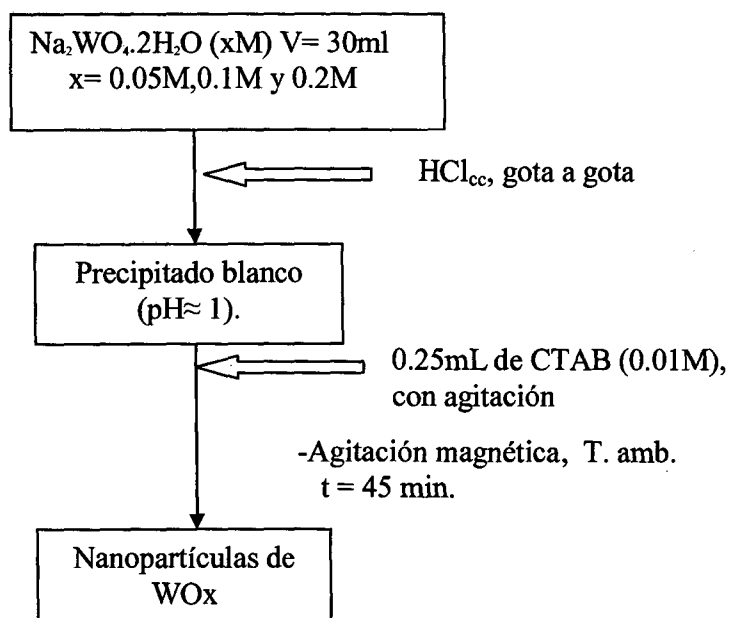 Na₂WO₄.2H₂O (xM) V= 30ml
x= 0.05M,0.1M y 0.2M
HCl_cc, gota a gota
Precipitado blanco
(pH≈ 1).
0.25mL de CTAB (0.01M),
con agitación
-Agitación magnética, T. amb.
t = 45 min.
Nanopartículas de
WOx